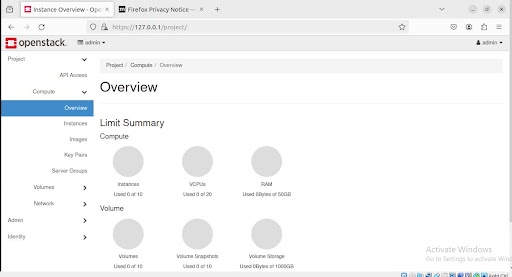 Instance Overview - Ope
Firefox Privacy Notice —
https://127.0.0.1/project/
openstack.
admin
admin
Project
API Access
Compute
Overview
Instances
Images
Key Pairs
Server Groups
Volumes
Network
Admin
Identity
Project / Compute / Overview
Overview
Limit Summary
Compute
Instances
Used 0 of 10
VCPUs
Used 0 of 20
RAM
Used 0Bytes of 50GB
Volume
Volumes
Used 0 of 10
Volume Snapshots
Used 0 of 10
Volume Storage
Used 0Bytes of 1000GB
Activate Windows
Go to Settings to activate Wind
Right Ctrl